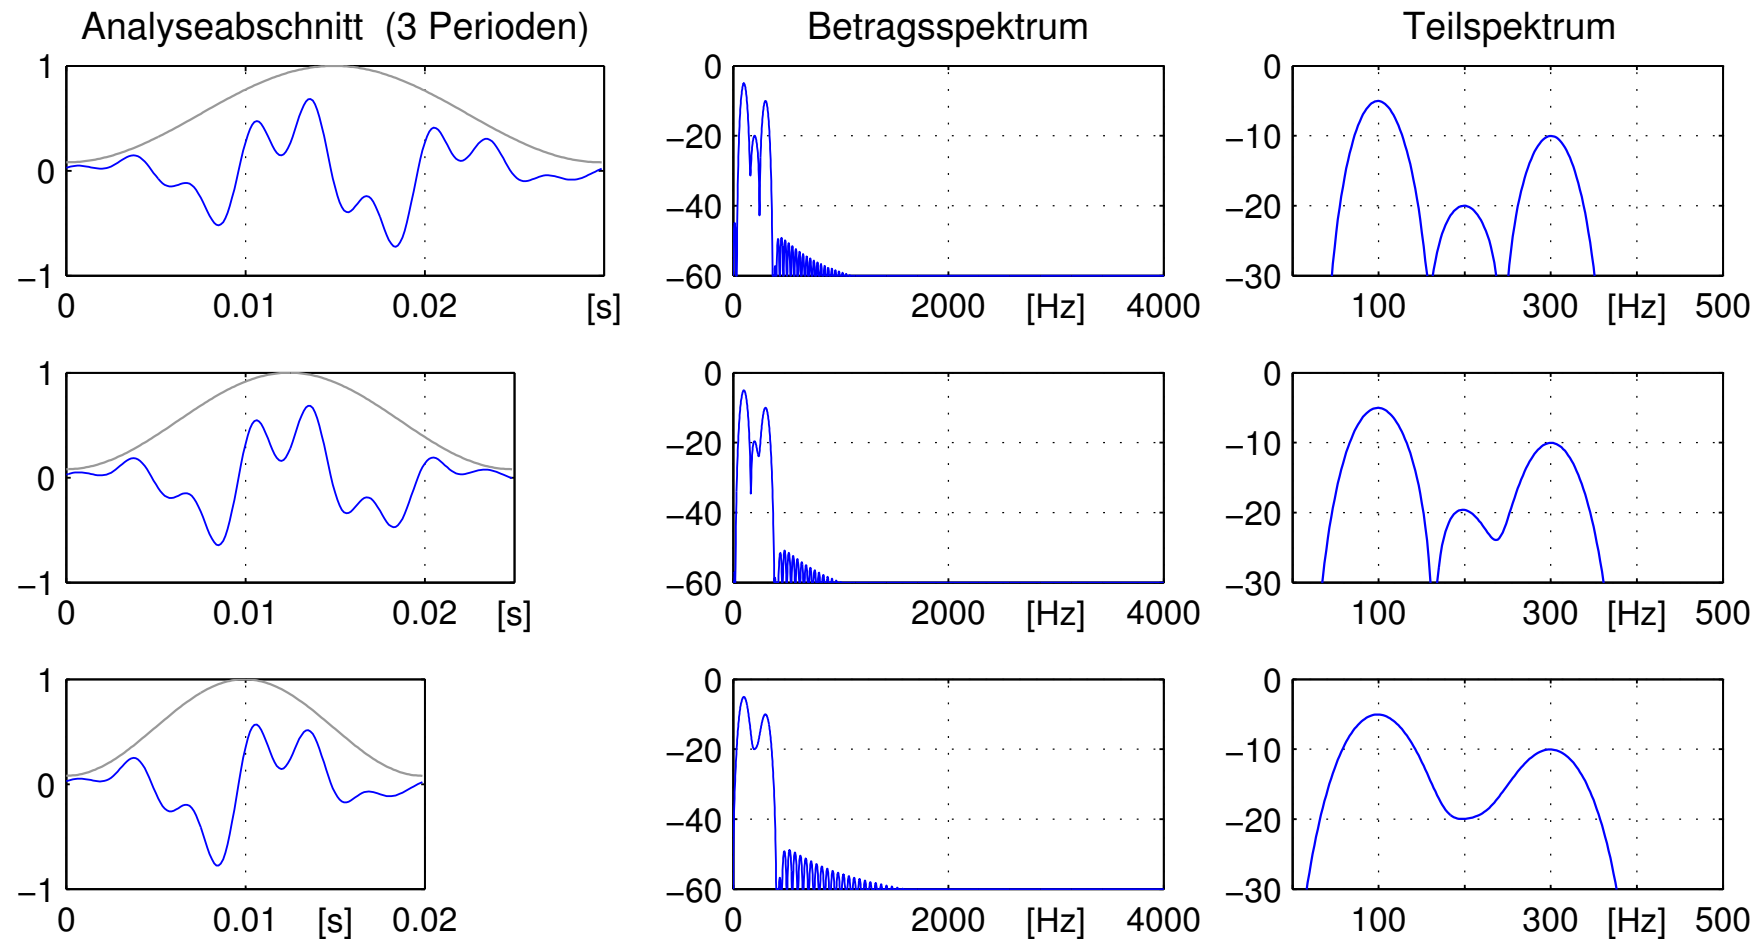 Analyseabschnitt (3 Perioden) Betragsspektrum Teilspektrum
1 0 −1
0 0.01 0.02 [s]
0 −20 −40 −60
0 2000 [Hz] 4000
0 −10 −20 −30
100 300 [Hz] 500
1 0 −1
0 0.01 0.02 [s]
0 −20 −40 −60
0 2000 [Hz] 4000
0 −10 −20 −30
100 300 [Hz] 500
1 0 −1
0 0.01 [s] 0.02
0 −20 −40 −60
0 2000 [Hz] 4000
0 −10 −20 −30
100 300 [Hz] 500